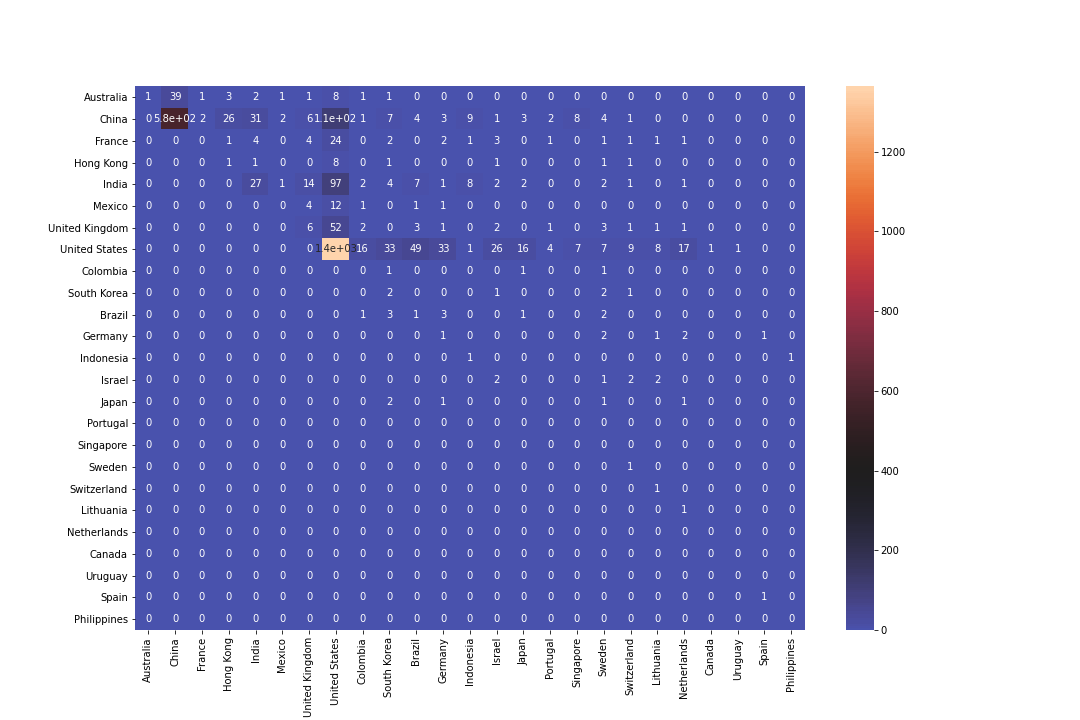 Australia 1 39 1 3 2 1 1 8 1 1 0 0 0 0 0 0 0 0 0 0 0 0 0 0 0
China 0 5.8e+02 2 26 31 2 6 1.1e+02 1 7 4 3 9 1 3 2 8 4 1 0 0 0 0 0 0
1200
France 0 0 0 1 4 0 4 24 0 2 0 2 1 3 0 1 0 1 1 1 1 0 0 0 0
Hong Kong 0 0 0 1 1 0 0 8 0 1 0 0 0 1 0 0 0 1 1 0 0 0 0 0 0
India 0 0 0 0 27 1 14 97 2 4 7 1 8 2 2 0 0 2 1 0 1 0 0 0 0
Mexico 0 0 0 0 0 0 4 12 1 0 1 1 0 0 0 0 0 0 0 0 0 0 0 0 0
United Kingdom 0 0 0 0 0 0 6 52 2 0 3 1 0 2 0 1 0 3 1 1 1 0 0 0 0
1000
United States 0 0 0 0 0 0 0 1.4e+03 16 33 49 33 1 26 16 4 7 7 9 8 17 1 1 0 0
Colombia 0 0 0 0 0 0 0 0 0 1 0 0 0 0 1 0 0 1 0 0 0 0 0 0 0
South Korea 0 0 0 0 0 0 0 0 0 2 0 0 0 1 0 0 0 2 1 0 0 0 0 0 0
800
Brazil 0 0 0 0 0 0 0 0 1 3 1 3 0 0 1 0 0 2 0 0 0 0 0 0 0
Germany 0 0 0 0 0 0 0 0 0 0 0 1 0 0 0 0 0 2 0 1 2 0 0 1 0
Indonesia 0 0 0 0 0 0 0 0 0 0 0 0 1 0 0 0 0 0 0 0 0 0 0 0 1
Israel 0 0 0 0 0 0 0 0 0 0 0 0 0 2 0 0 0 1 2 2 0 0 0 0 0
600
Japan 0 0 0 0 0 0 0 0 0 2 0 1 0 0 0 0 0 1 0 0 1 0 0 0 0
Portugal 0 0 0 0 0 0 0 0 0 0 0 0 0 0 0 0 0 0 0 0 0 0 0 0 0
Singapore 0 0 0 0 0 0 0 0 0 0 0 0 0 0 0 0 0 0 0 0 0 0 0 0 0
Sweden 0 0 0 0 0 0 0 0 0 0 0 0 0 0 0 0 0 0 1 0 0 0 0 0 0
400
Switzerland 0 0 0 0 0 0 0 0 0 0 0 0 0 0 0 0 0 0 0 1 0 0 0 0 0
Lithuania 0 0 0 0 0 0 0 0 0 0 0 0 0 0 0 0 0 0 0 0 1 0 0 0 0
Netherlands 0 0 0 0 0 0 0 0 0 0 0 0 0 0 0 0 0 0 0 0 0 0 0 0 0
200
Canada 0 0 0 0 0 0 0 0 0 0 0 0 0 0 0 0 0 0 0 0 0 0 0 0 0
Uruguay 0 0 0 0 0 0 0 0 0 0 0 0 0 0 0 0 0 0 0 0 0 0 0 0 0
Spain 0 0 0 0 0 0 0 0 0 0 0 0 0 0 0 0 0 0 0 0 0 0 0 1 0
Philippines 0 0 0 0 0 0 0 0 0 0 0 0 0 0 0 0 0 0 0 0 0 0 0 0 0
0
Australia
China
France
Hong Kong
India
Mexico
United Kingdom
United States
Colombia
South Korea
Brazil
Germany
Indonesia
Israel
Japan
Portugal
Singapore
Sweden
Switzerland
Lithuania
Netherlands
Canada
Uruguay
Spain
Philippines